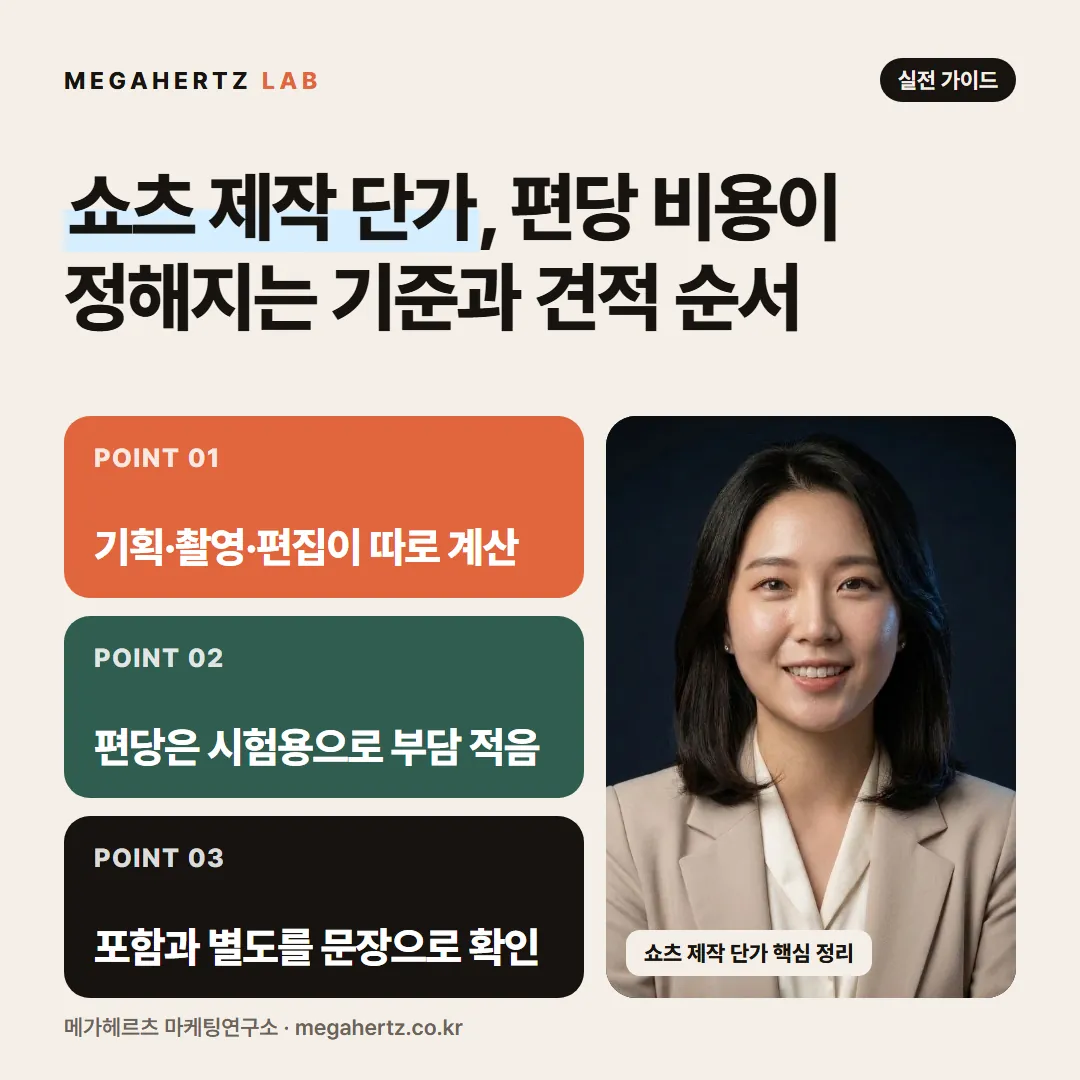 MEGAHERTZ LAB
실전 가이드
쇼츠 제작 단가, 편당 비용이
정해지는 기준과 견적 순서
POINT 01
기획·촬영·편집이 따로 계산
POINT 02
편당은 시험용으로 부담 적음
POINT 03
포함과 별도를 문장으로 확인
쇼츠 제작 단가 핵심 정리
메가헤르츠 마케팅연구소 · megahertz.co.kr